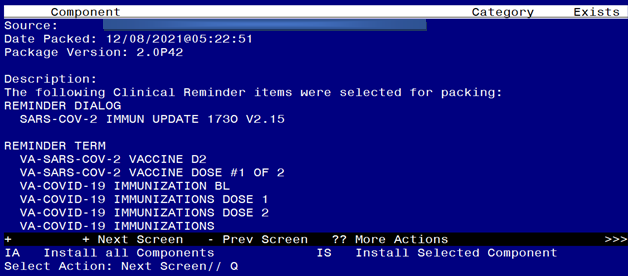 Component Category Exists
Source:
Date Packed: 12/08/2021@05:22:51
Package Version: 2.0P42
Description:
The following Clinical Reminder items were selected for packing:
REMINDER DIALOG
SARS-COV-2 IMMUN UPDATE 1730 V2.15
REMINDER TERM
VA-SARS-COV-2 VACCINE D2
VA-SARS-COV-2 VACCINE DOSE #1 OF 2
VA-COVID-19 IMMUNIZATION BL
VA-COVID-19 IMMUNIZATIONS DOSE 1
VA-COVID-19 IMMUNIZATIONS DOSE 2
VA-COVID-19 IMMUNIZATIONS
+ + Next Screen - Prev Screen ?? More Actions >>>
IA Install all Components IS Install Selected Component
Select Action: Next Screen// Q